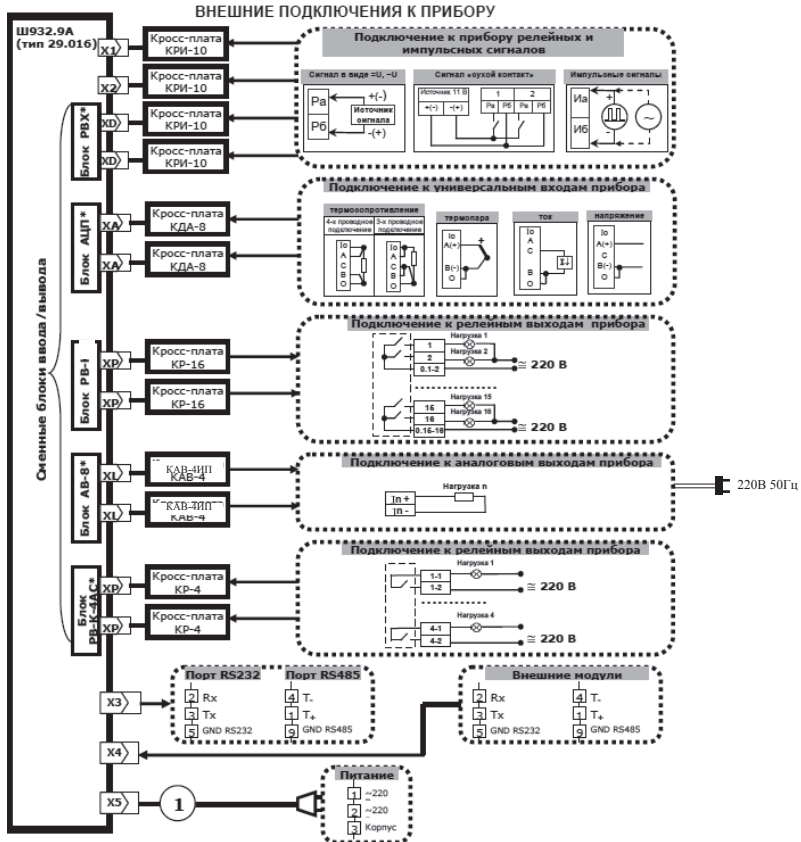 ВНЕШНИЕ ПОДКЛЮЧЕНИЯ К ПРИБОРУ
Ш932.9А
(тип 29.016)
Сменные блоки ввода/вывода
X1
Кросс-плата
КРИ-10
X2
Кросс-плата
КРИ-10
Блок РВХ*
XD
Кросс-плата
КРИ-10
XD
Кросс-плата
КРИ-10
Подключение к прибору релейных и
импульсных сигналов
Сигнал в виде =U, ~U
Ра
Рб
+(-)
Источник
сигнала
-(+)
Сигнал «сухой контакт»
Источник 11 В
+(-) -(+)
1 2
Ра Рб Ра Рб
Импульсные сигналы
Иа
Иб
+
-
~
Блок АЦП*
XA
Кросс-плата
КДА-8
XA
Кросс-плата
КДА-8
Подключение к универсальным входам прибора
термосопротивление
4-х проводное
подключение
Io
A
C
B
O
3-х проводное
подключение
Io
A
C
B
O
термопара
Io
A(+)
C
B(-)
O
+
ток
Io
A
C
B
O
напряжение
Io
A(+)
C
B(-)
O
Блок РВ-I
XP
Кросс-плата
КР-16
XP
Кросс-плата
КР-16
Подключение к релейным выходам прибора
1
2
0.1-2
Нагрузка 1
Нагрузка 2
≅ 220 В
15
16
0.15-16
Нагрузка 15
Нагрузка 16
≅ 220 В
Блок АВ-8*
XL
КАВ-4ИП
КАВ-4
XL
КАВ-4ИП
КАВ-4
Подключение к аналоговым выходам прибора
Нагрузка n
In +
In -
220В 50Гц
Блок
РВ-К-4АС*
XP
Кросс-плата
КР-4
XP
Кросс-плата
КР-4
Подключение к релейным выходам прибора
1-1
1-2
Нагрузка 1
≅ 220 В
4-1
4-2
Нагрузка 4
≅ 220 В
X3
Порт RS232 Порт RS485
2 Rx 4 T-
3 Tx 1 T+
5 GND RS232 9 GND RS485
Внешние модули
2 Rx 4 T-
3 Tx 1 T+
5 GND RS232 9 GND RS485
X4
X5
1
Питание
1 ~220
2 ~220
3 Корпус